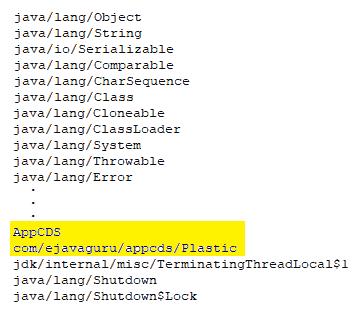 java/lang/Object
java/lang/String
java/io/Serializable
java/lang/Comparable
java/lang/CharSequence
java/lang/Class
java/lang/Cloneable
java/lang/ClassLoader
java/lang/System
java/lang/Throwable
java/lang/Error
.
.
.
AppCDS
com/ejavaguru/appcds/Plastic
jdk/internal/misc/TerminatingThreadLocal$1
java/lang/Shutdown
java/lang/Shutdown$Lock